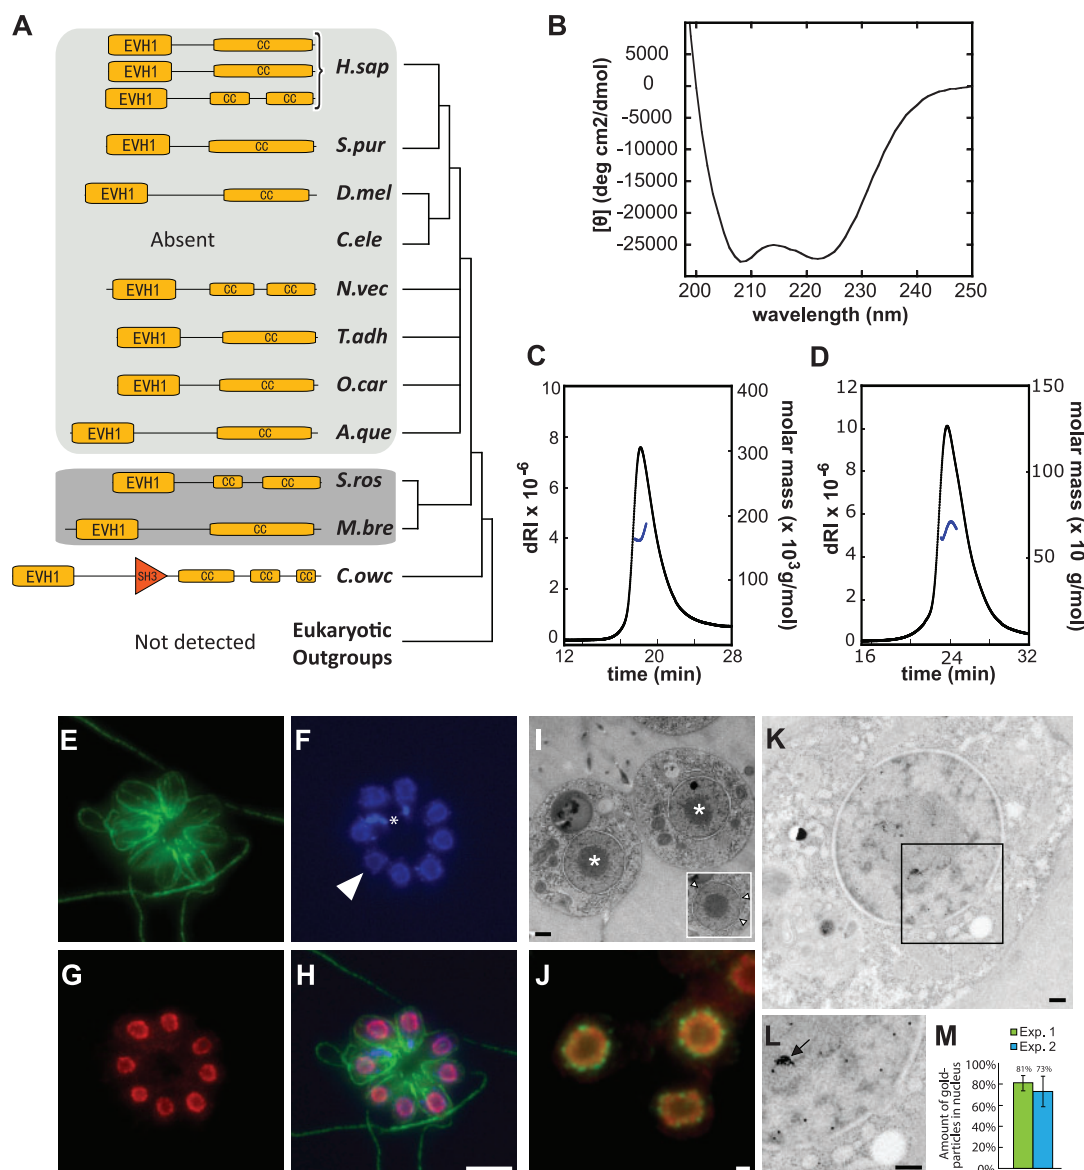 A
EVH1 CC
EVH1 CC H.sap
EVH1 CC CC
EVH1 CC S.pur
EVH1 CC D.mel
Absent C.ele
EVH1 CC CC N.vec
EVH1 CC T.adh
EVH1 CC O.car
EVH1 CC A.que
EVH1 CC CC S.ros
EVH1 CC M.bre
EVH1 SH3 CC CC CC C.owc
Not detected Eukaryotic
Outgroups
B
[θ] (deg cm2/dmol)
5000
0
-5000
-10000
-15000
-20000
-25000
200 210 220 230 240 250
wavelength (nm)
C
dRI x 10-6
10
8
6
4
2
0
400
300
200
100
molar mass (x 10³g/mol)
12 20 28
time (min)
D
dRI x 10-6
12
10
8
6
4
2
0
150
100
50
molar mass (x 10 g/mol)
16 24 32
time (min)
E
F
*
G
H
I
* *
J
K
L
M
Exp. 1
Exp. 2
Amount of gold-
particles in nucleus
100%
80%
60%
40%
20%
0%
81% 73%